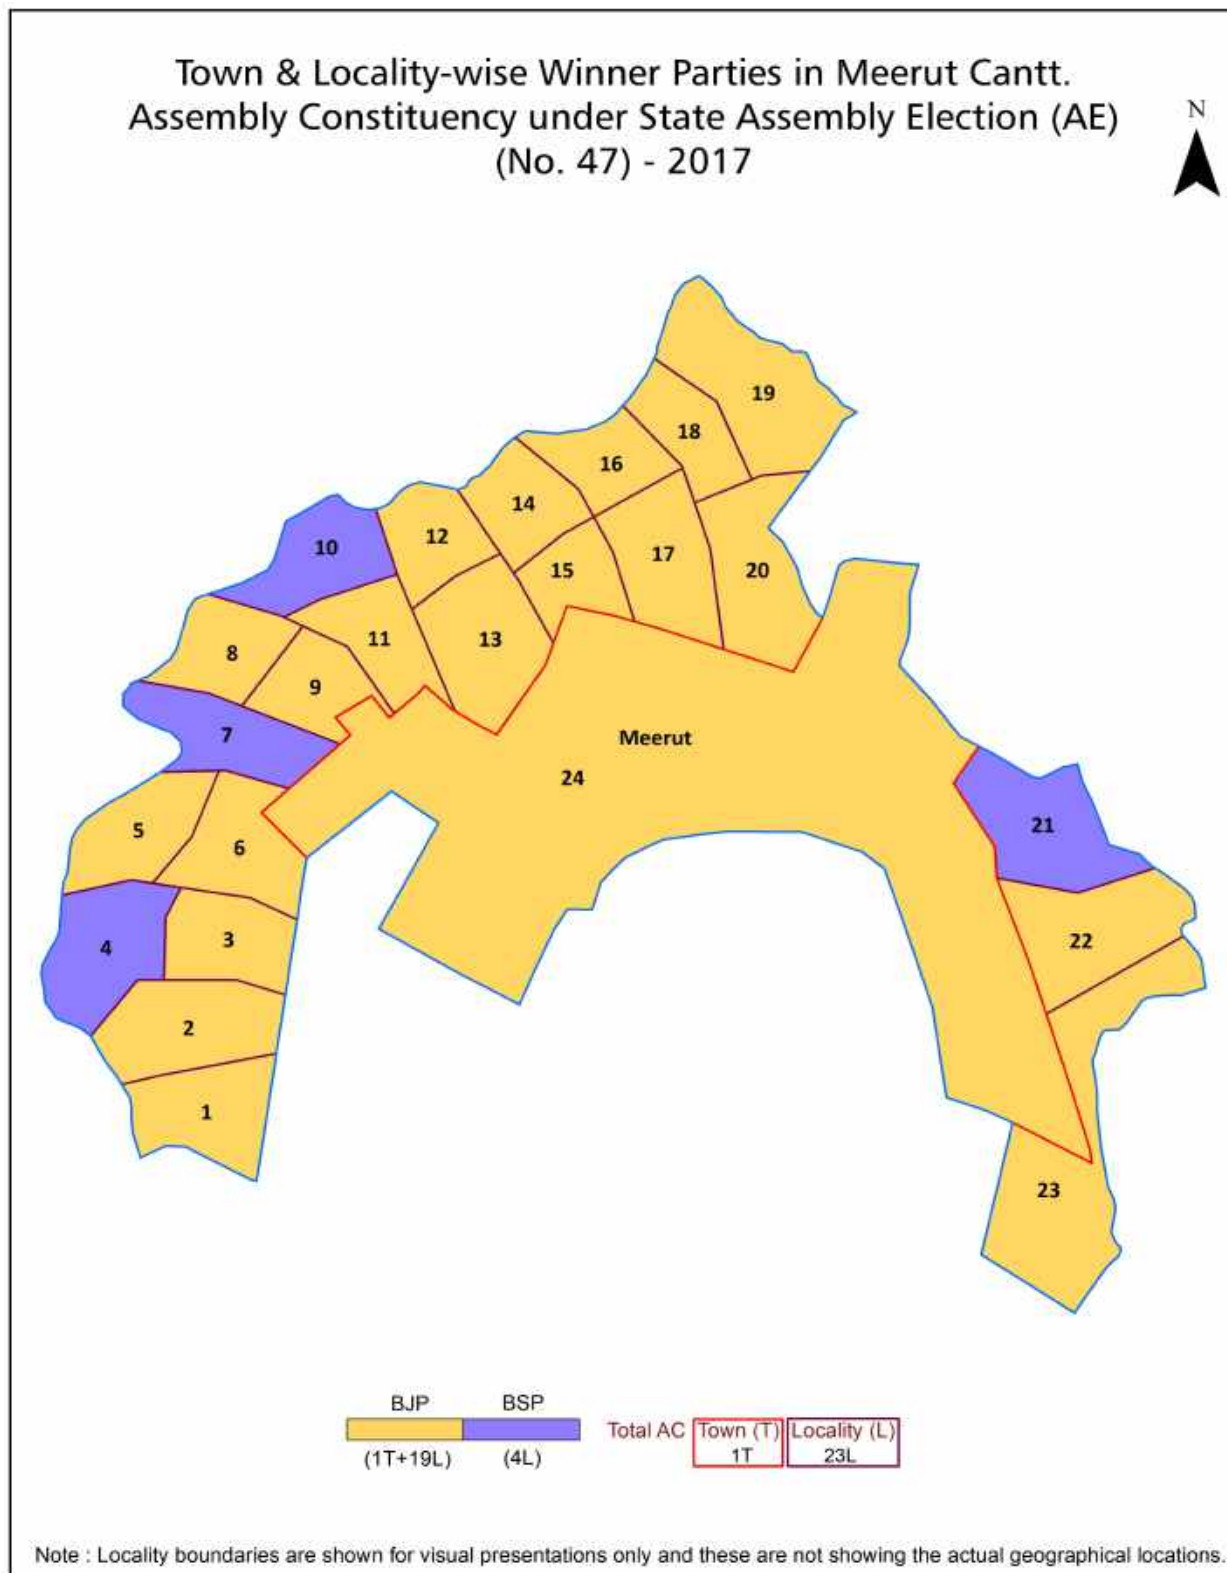 Town & Locality-wise Winner Parties in Meerut Cantt.
Assembly Constituency under State Assembly Election (AE)
(No. 47) - 2017
N
19
18
16
14
12
10
17
15
20
13
11
8
9
7
Meerut
24
5
6
21
4
3
22
2
1
23
BJP BSP
Total AC Town (T) Locality (L)
(1T+19L) (4L) 1T 23L
Note : Locality boundaries are shown for visual presentations only and these are not showing the actual geographical locations.